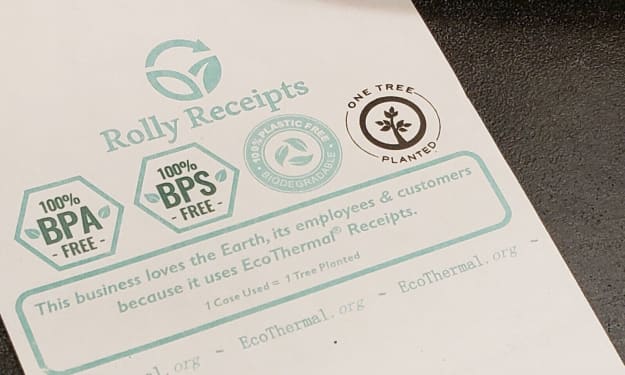 Rolly Receipts
100%
BPA
- FREE -
100%
BPS
- FREE -
100% PLASTIC FREE
BIODEGRADABLE
ONE TREE
PLANTED
This business loves the Earth, its employees & customers
because it uses EcoThermal® Receipts.
1 Case Used = 1 Tree Planted
.org ~ EcoThermal.org ~ EcoThermal.org ~